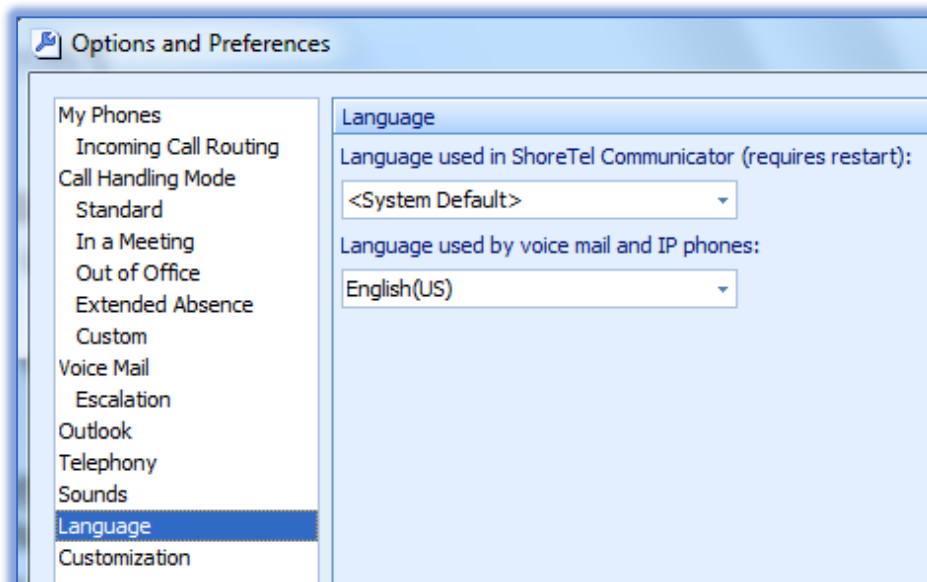 Options and Preferences
My Phones
Incoming Call Routing
Call Handling Mode
Standard
In a Meeting
Out of Office
Extended Absence
Custom
Voice Mail
Escalation
Outlook
Telephony
Sounds
Language
Customization
Language
Language used in ShoreTel Communicator (requires restart):
<System Default>
Language used by voice mail and IP phones:
English(US)